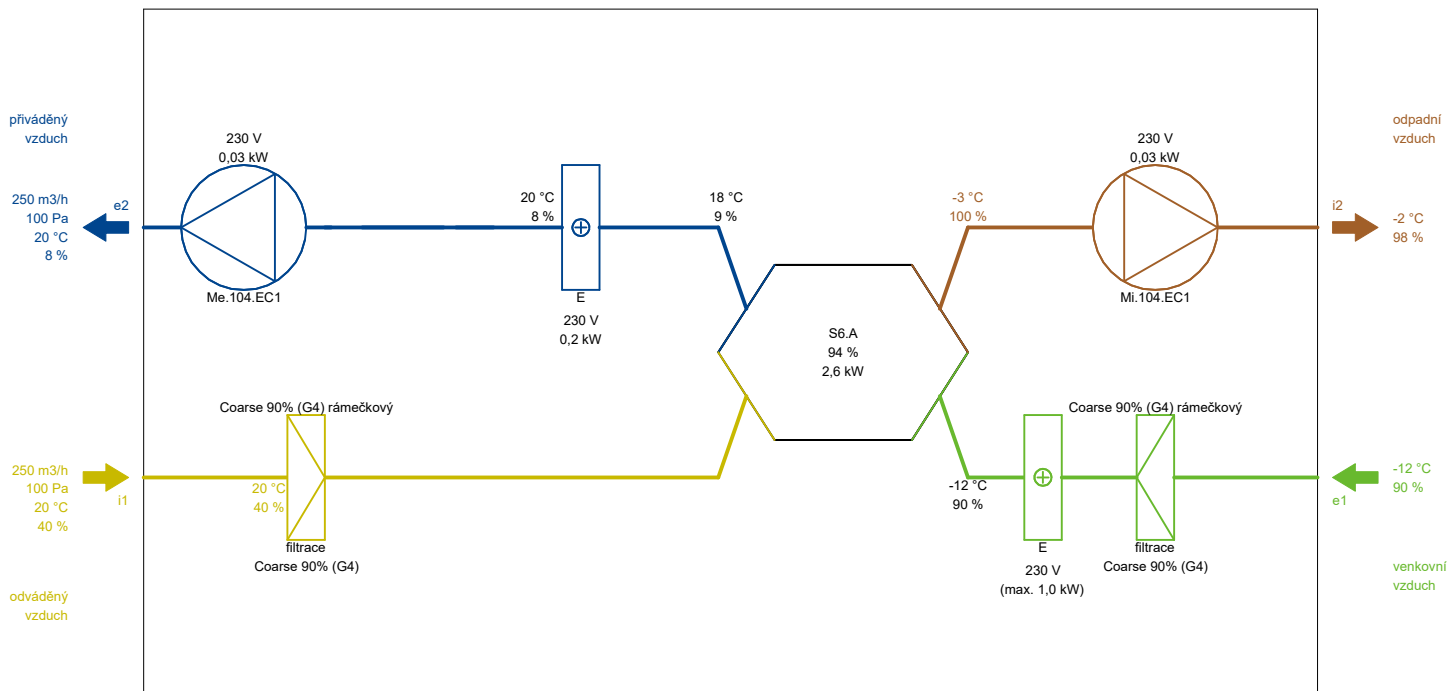 přiváděný
vzduch
250 m3/h
100 Pa
20 °C
8 %
e2
230 V
0,03 kW
Me.104.EC1
20 °C
8 %
E
230 V
0,2 kW
18 °C
9 %
S6.A
94 %
2,6 kW
-3 °C
100 %
230 V
0,03 kW
Mi.104.EC1
odpadní
vzduch
i2
-2 °C
98 %
250 m3/h
100 Pa
20 °C
40 %
i1
odváděný
vzduch
Coarse 90% (G4) rámečkový
20 °C
40 %
filtrace
Coarse 90% (G4)
-12 °C
90 %
E
230 V
(max. 1,0 kW)
Coarse 90% (G4) rámečkový
filtrace
Coarse 90% (G4)
-12 °C
90 %
e1
venkovní
vzduch